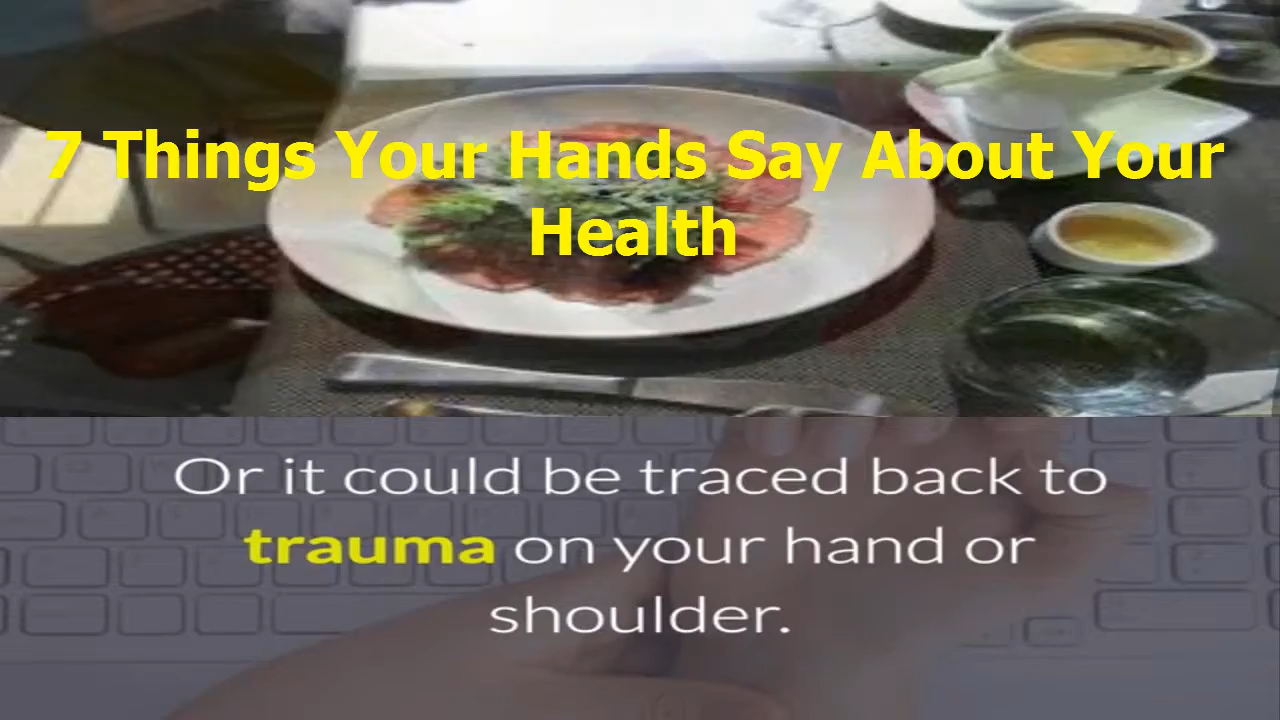 7 Things Your Hands Say About Your
Health
Or it could be traced back to
trauma on your hand or
shoulder.